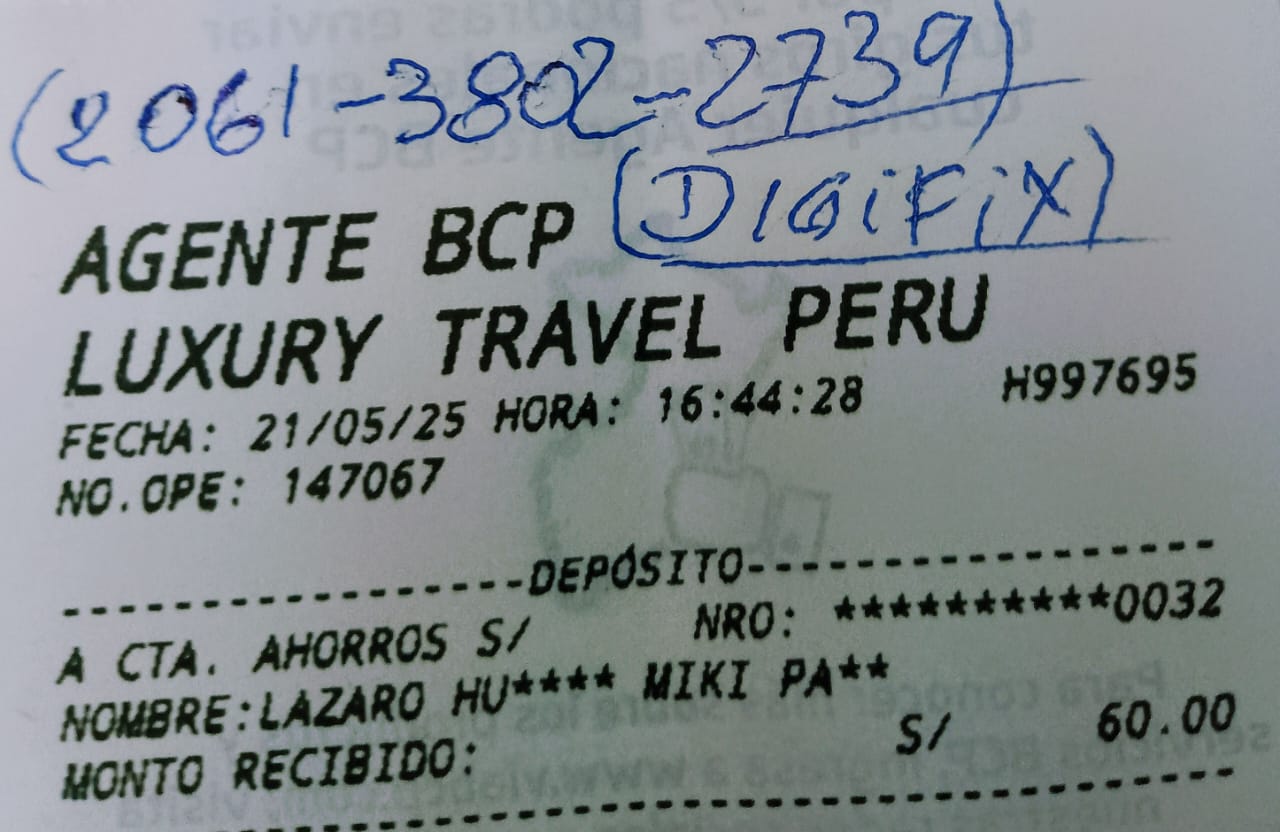 (2061-3802-2739)
AGENTE BCP (DIGiFiX)
LUXURY TRAVEL PERU
FECHA: 21/05/25 HORA: 16:44:28 H997695
NO.OPE: 147067
-----------------DEPÓSITO-----------------
A CTA. AHORROS S/ NRO: **********0032
NOMBRE:LAZARO HU**** MIKI PA**
MONTO RECIBIDO: S/ 60.00